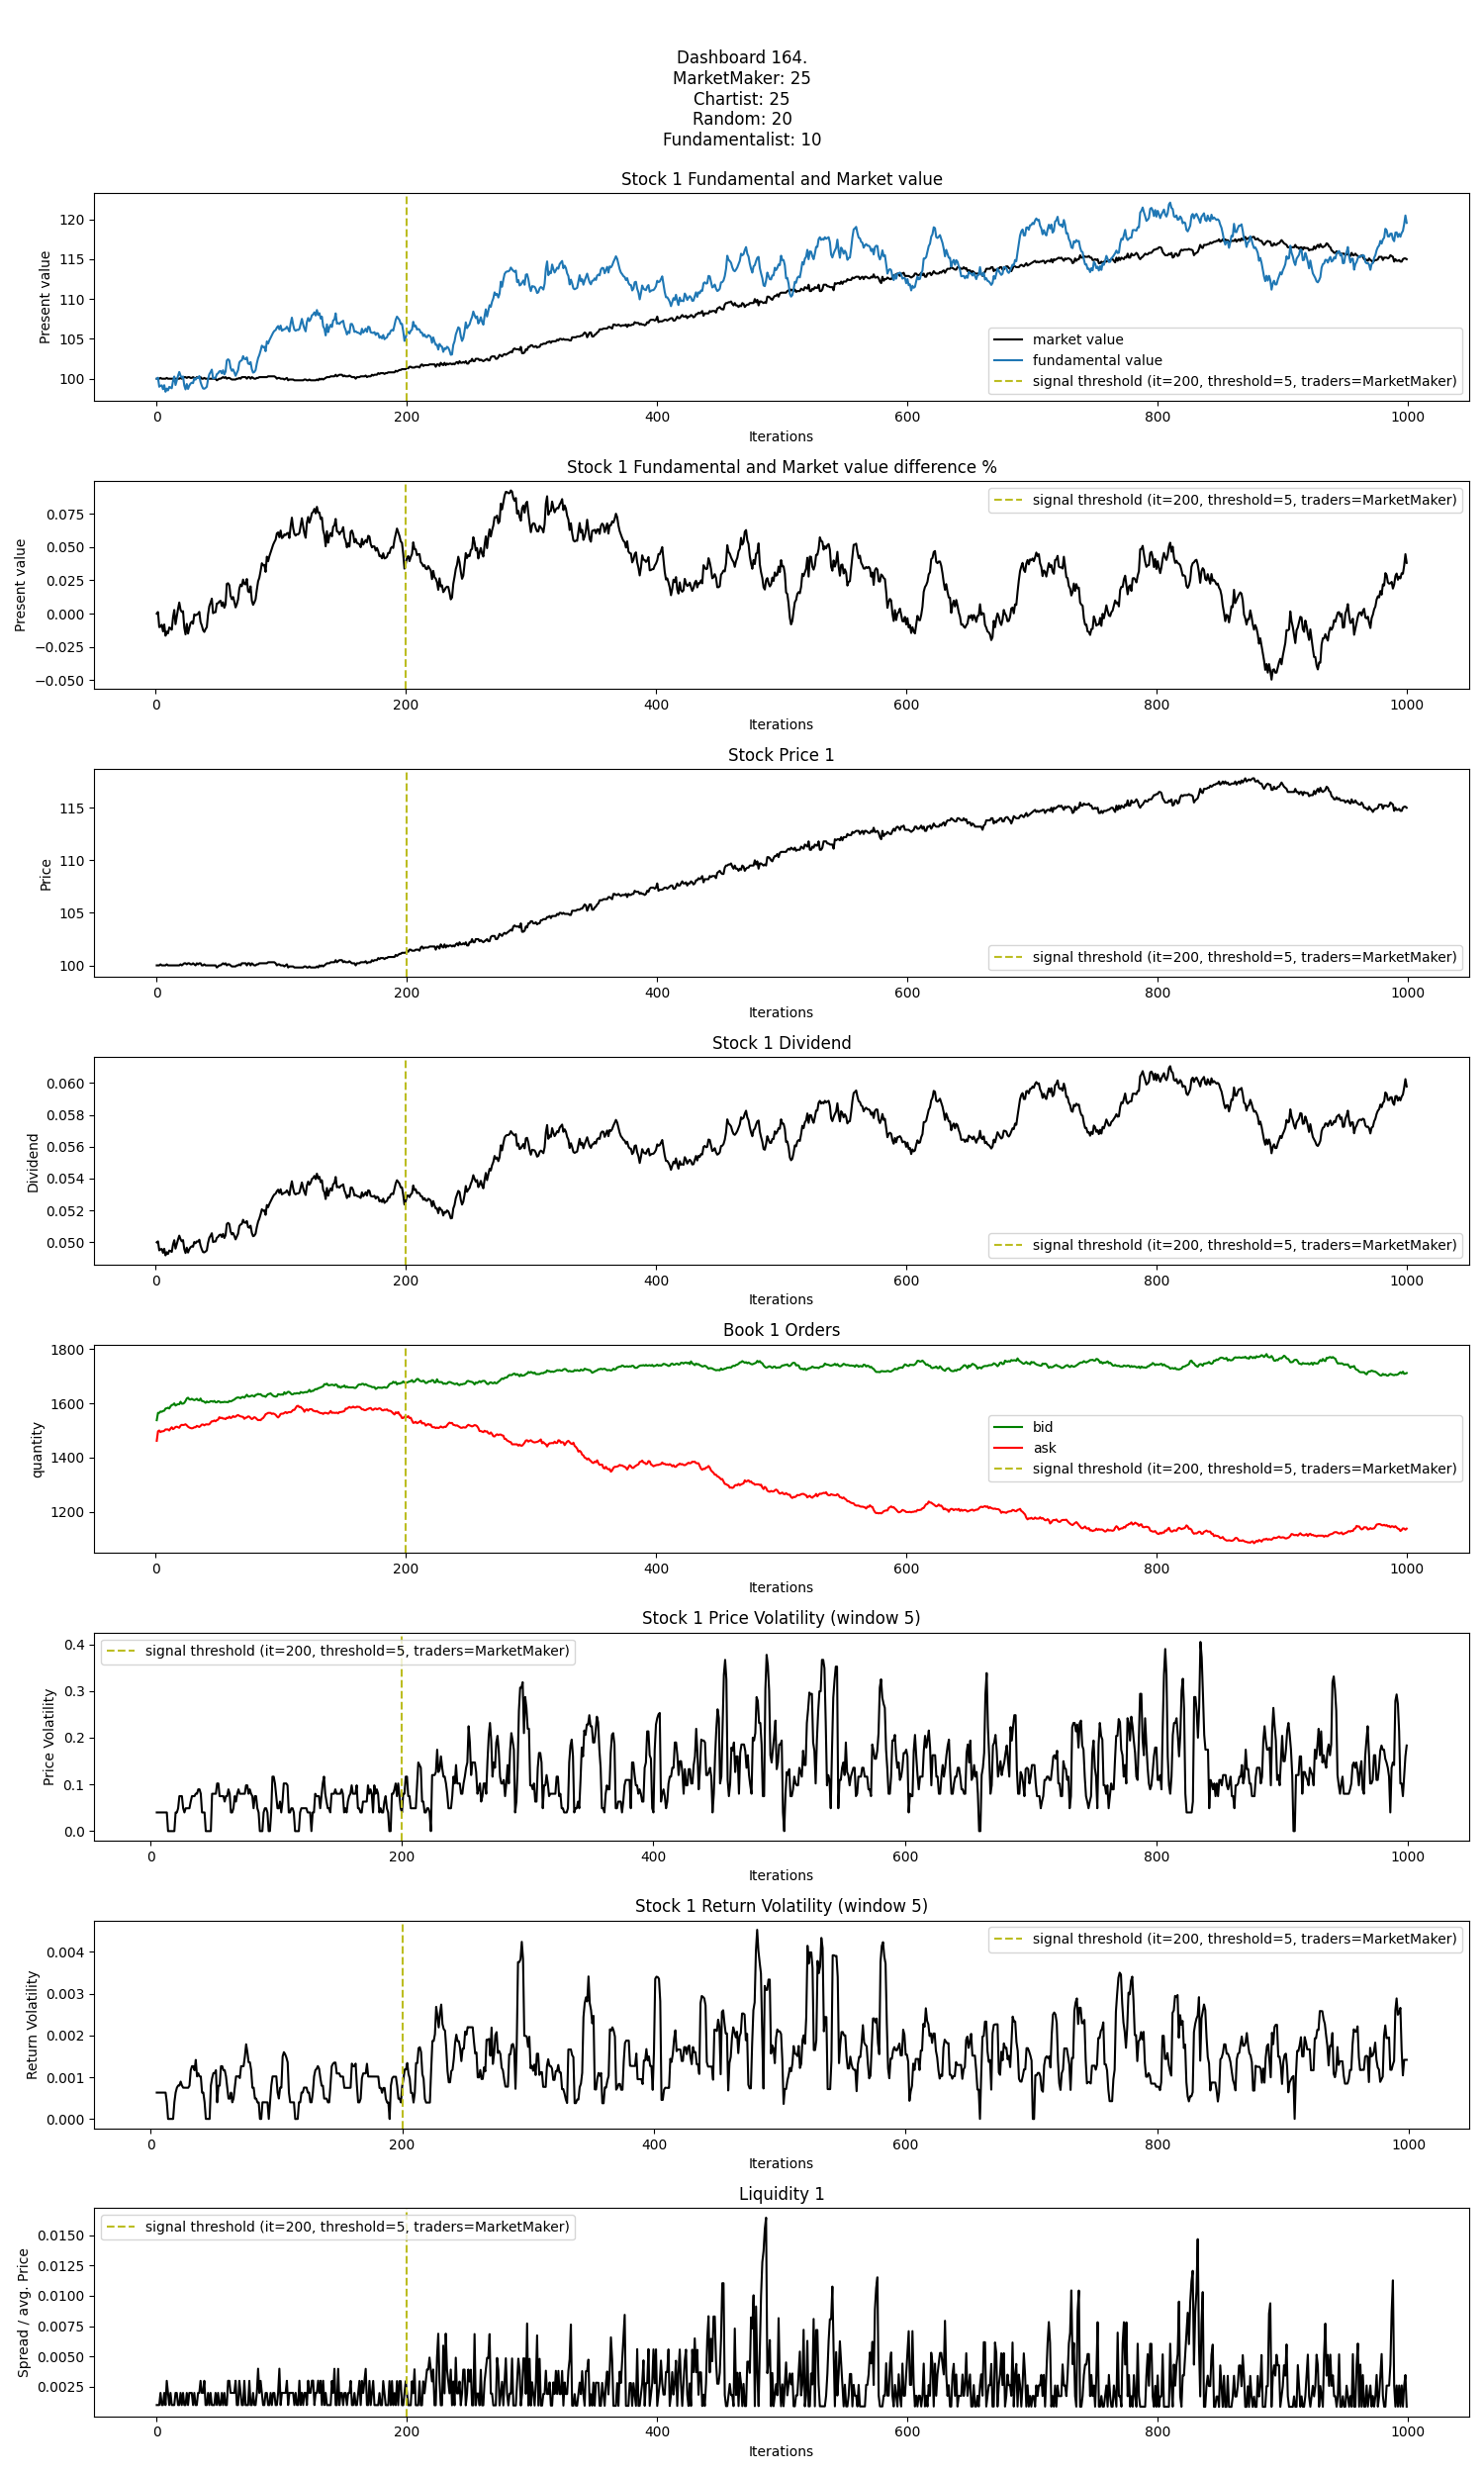 Dashboard 164.
MarketMaker: 25
Chartist: 25
Random: 20
Fundamentalist: 10
Stock 1 Fundamental and Market value
Present value
120
115
110
105
100
market value
fundamental value
signal threshold (it=200, threshold=5, traders=MarketMaker)
0 200 400 600 800 1000
Iterations
Stock 1 Fundamental and Market value difference %
Present value
0.075
0.050
0.025
0.000
−0.025
−0.050
signal threshold (it=200, threshold=5, traders=MarketMaker)
0 200 400 600 800 1000
Iterations
Stock Price 1
Price
115
110
105
100
signal threshold (it=200, threshold=5, traders=MarketMaker)
0 200 400 600 800 1000
Iterations
Stock 1 Dividend
Dividend
0.060
0.058
0.056
0.054
0.052
0.050
signal threshold (it=200, threshold=5, traders=MarketMaker)
0 200 400 600 800 1000
Iterations
Book 1 Orders
quantity
1800
1600
1400
1200
bid
ask
signal threshold (it=200, threshold=5, traders=MarketMaker)
0 200 400 600 800 1000
Iterations
Stock 1 Price Volatility (window 5)
Price Volatility
0.4
0.3
0.2
0.1
0.0
signal threshold (it=200, threshold=5, traders=MarketMaker)
0 200 400 600 800 1000
Iterations
Stock 1 Return Volatility (window 5)
Return Volatility
0.004
0.003
0.002
0.001
0.000
signal threshold (it=200, threshold=5, traders=MarketMaker)
0 200 400 600 800 1000
Iterations
Liquidity 1
Spread / avg. Price
0.0150
0.0125
0.0100
0.0075
0.0050
0.0025
signal threshold (it=200, threshold=5, traders=MarketMaker)
0 200 400 600 800 1000
Iterations